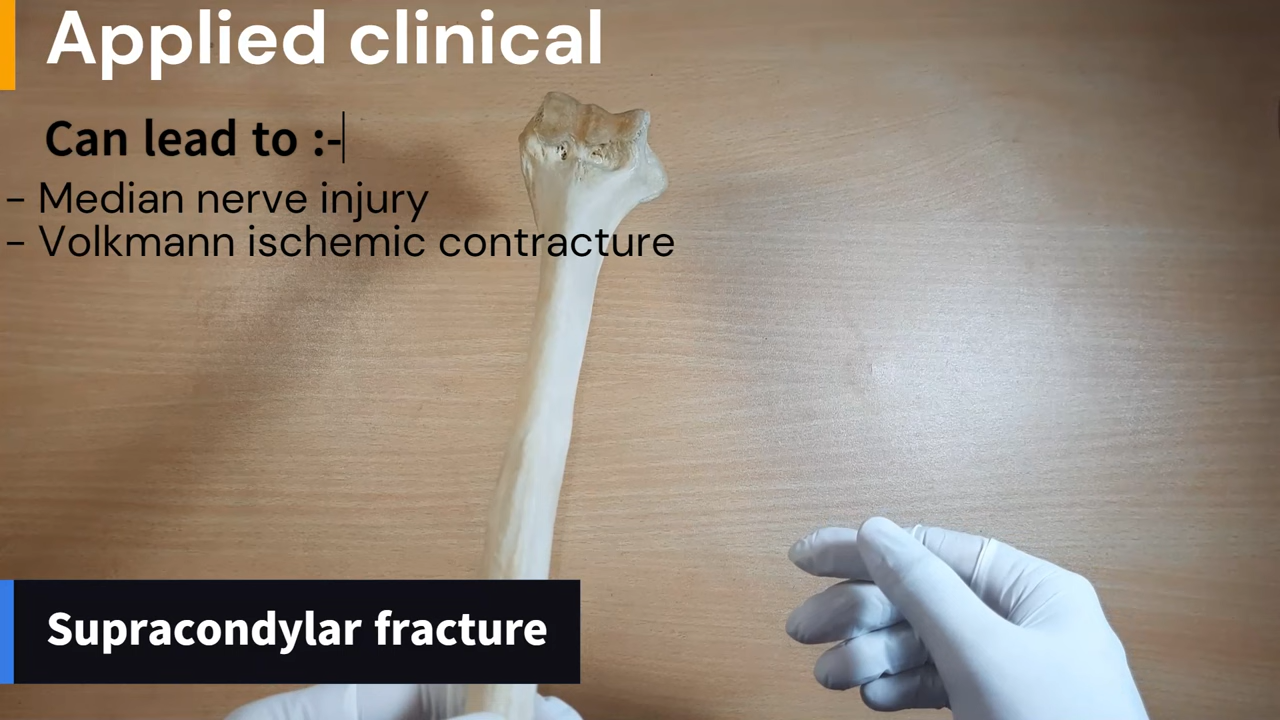 Applied clinical
Can lead to :-
- Median nerve injury
- Volkmann ischemic contracture
Supracondylar fracture